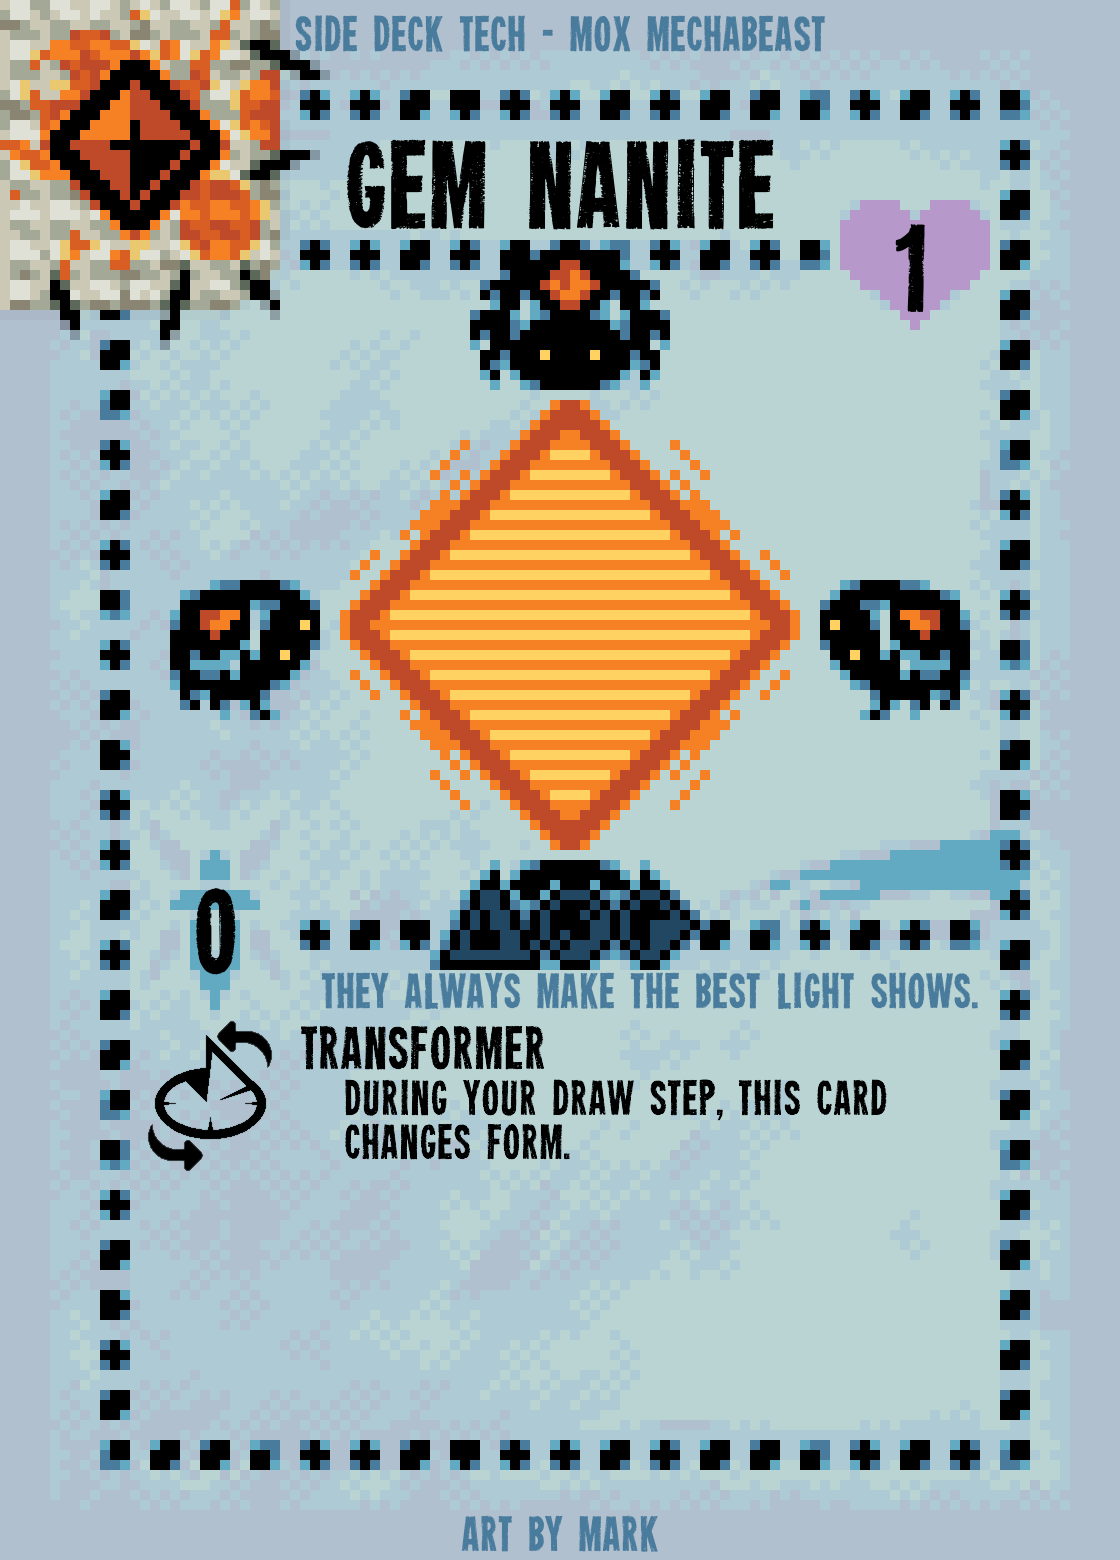 SIDE DECK TECH - MOX MECHABEAST
GEM NANITE
1
0
THEY ALWAYS MAKE THE BEST LIGHT SHOWS.
TRANSFORMER
DURING YOUR DRAW STEP, THIS CARD
CHANGES FORM.
ART BY MARK